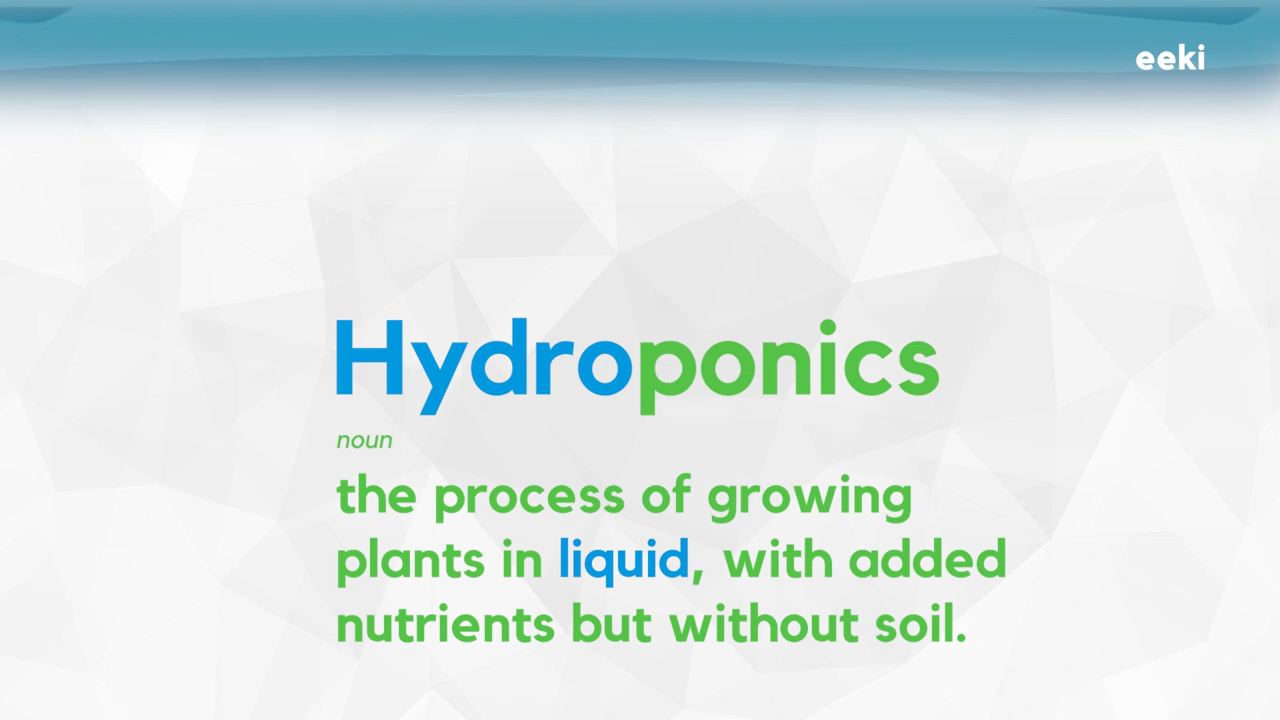 eeki
Hydroponics
noun
the process of growing
plants in liquid, with added
nutrients but without soil.